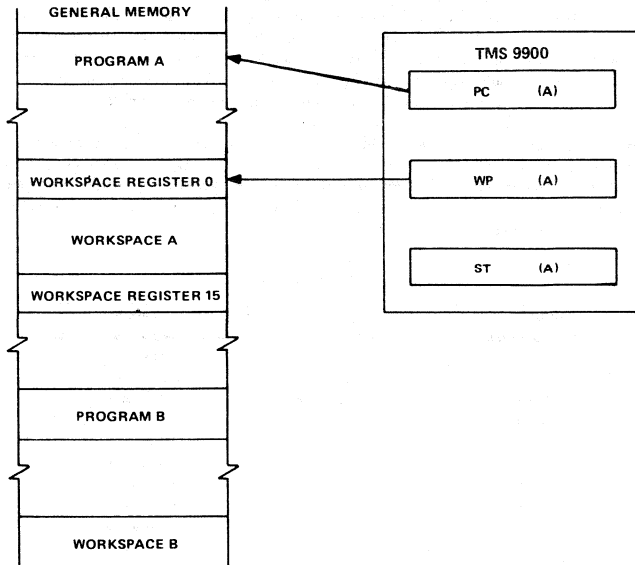 GENERAL MEMORY
PROGRAM A
WORKSPACE REGISTER 0
WORKSPACE A
WORKSPACE REGISTER 15
PROGRAM B
WORKSPACE B
TMS 9900
PC (A)
WP (A)
ST (A)